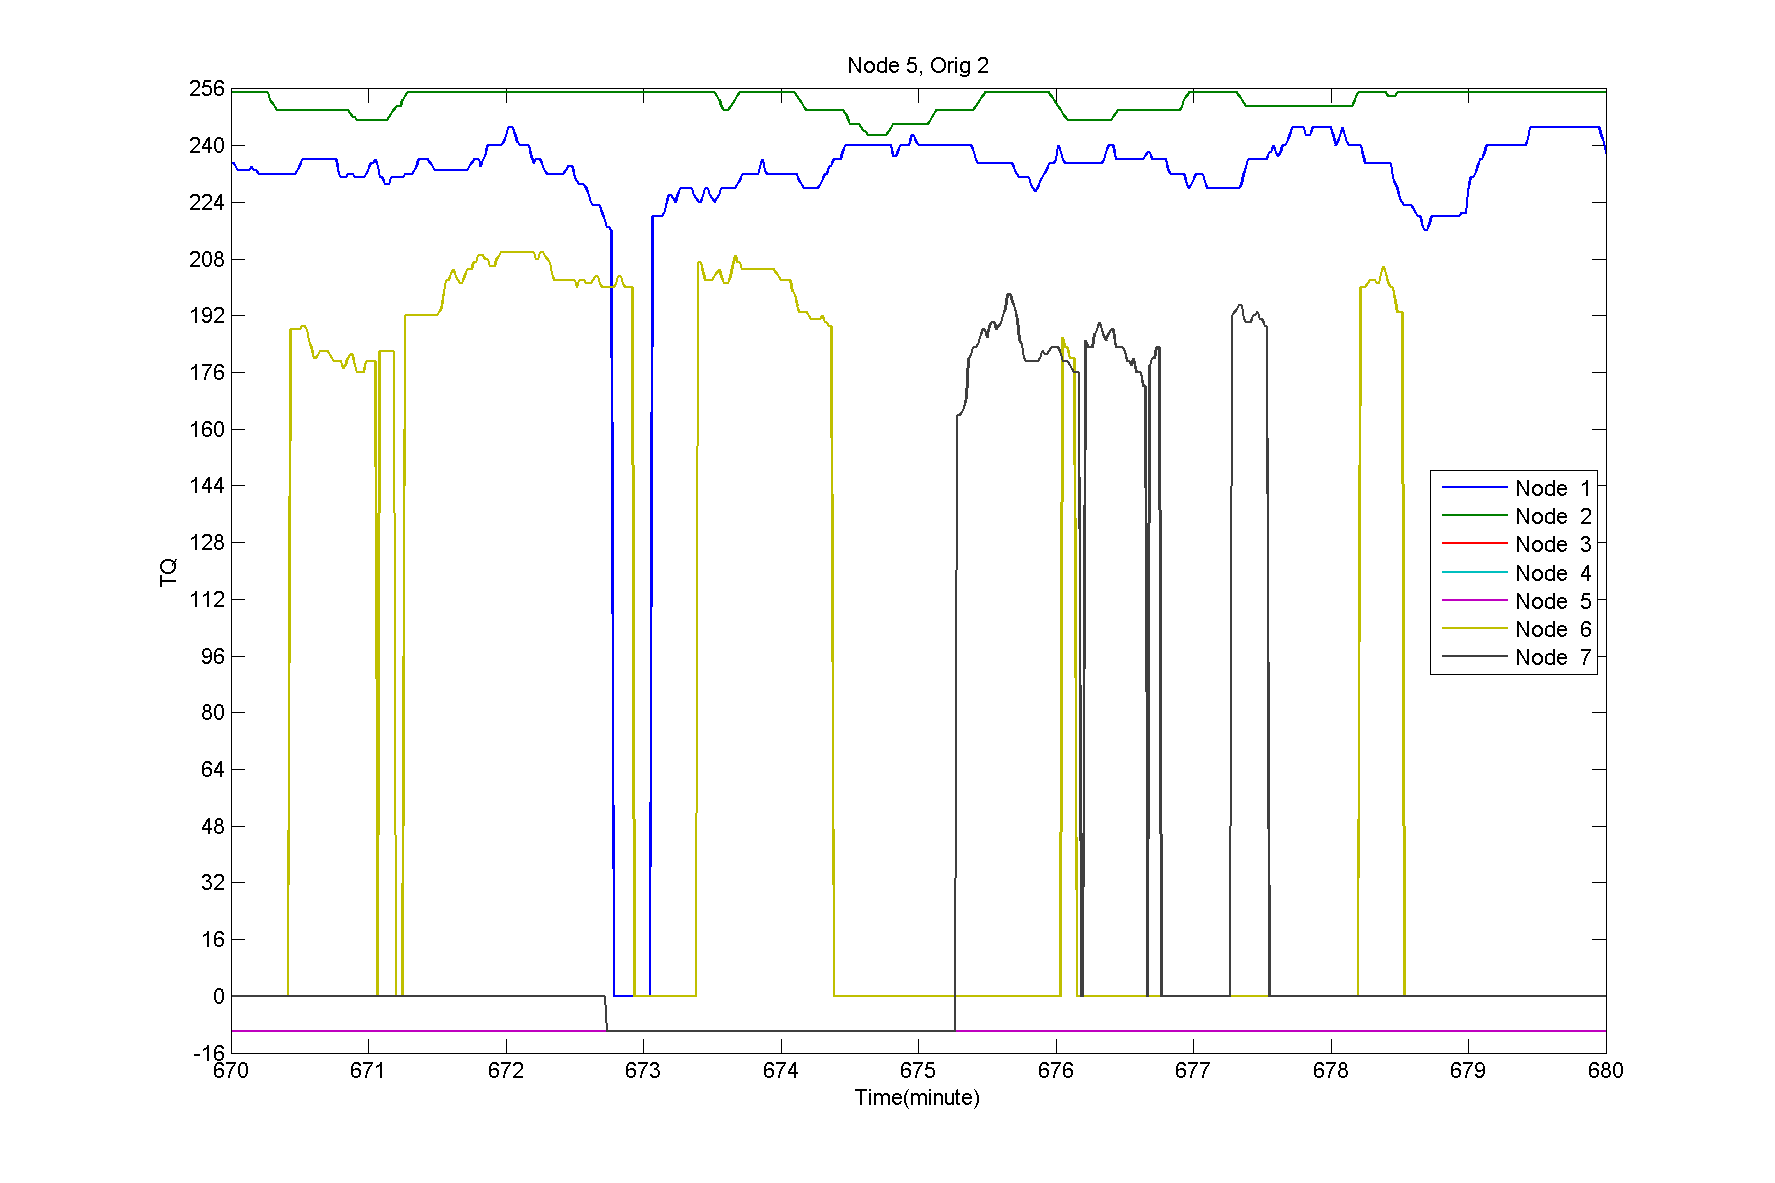 Node 5, Orig 2
256
240
224
208
192
176
160
144
128
112
96
80
64
48
32
16
0
-16
TQ
Node 1
Node 2
Node 3
Node 4
Node 5
Node 6
Node 7
670 671 672 673 674 675 676 677 678 679 680
Time(minute)